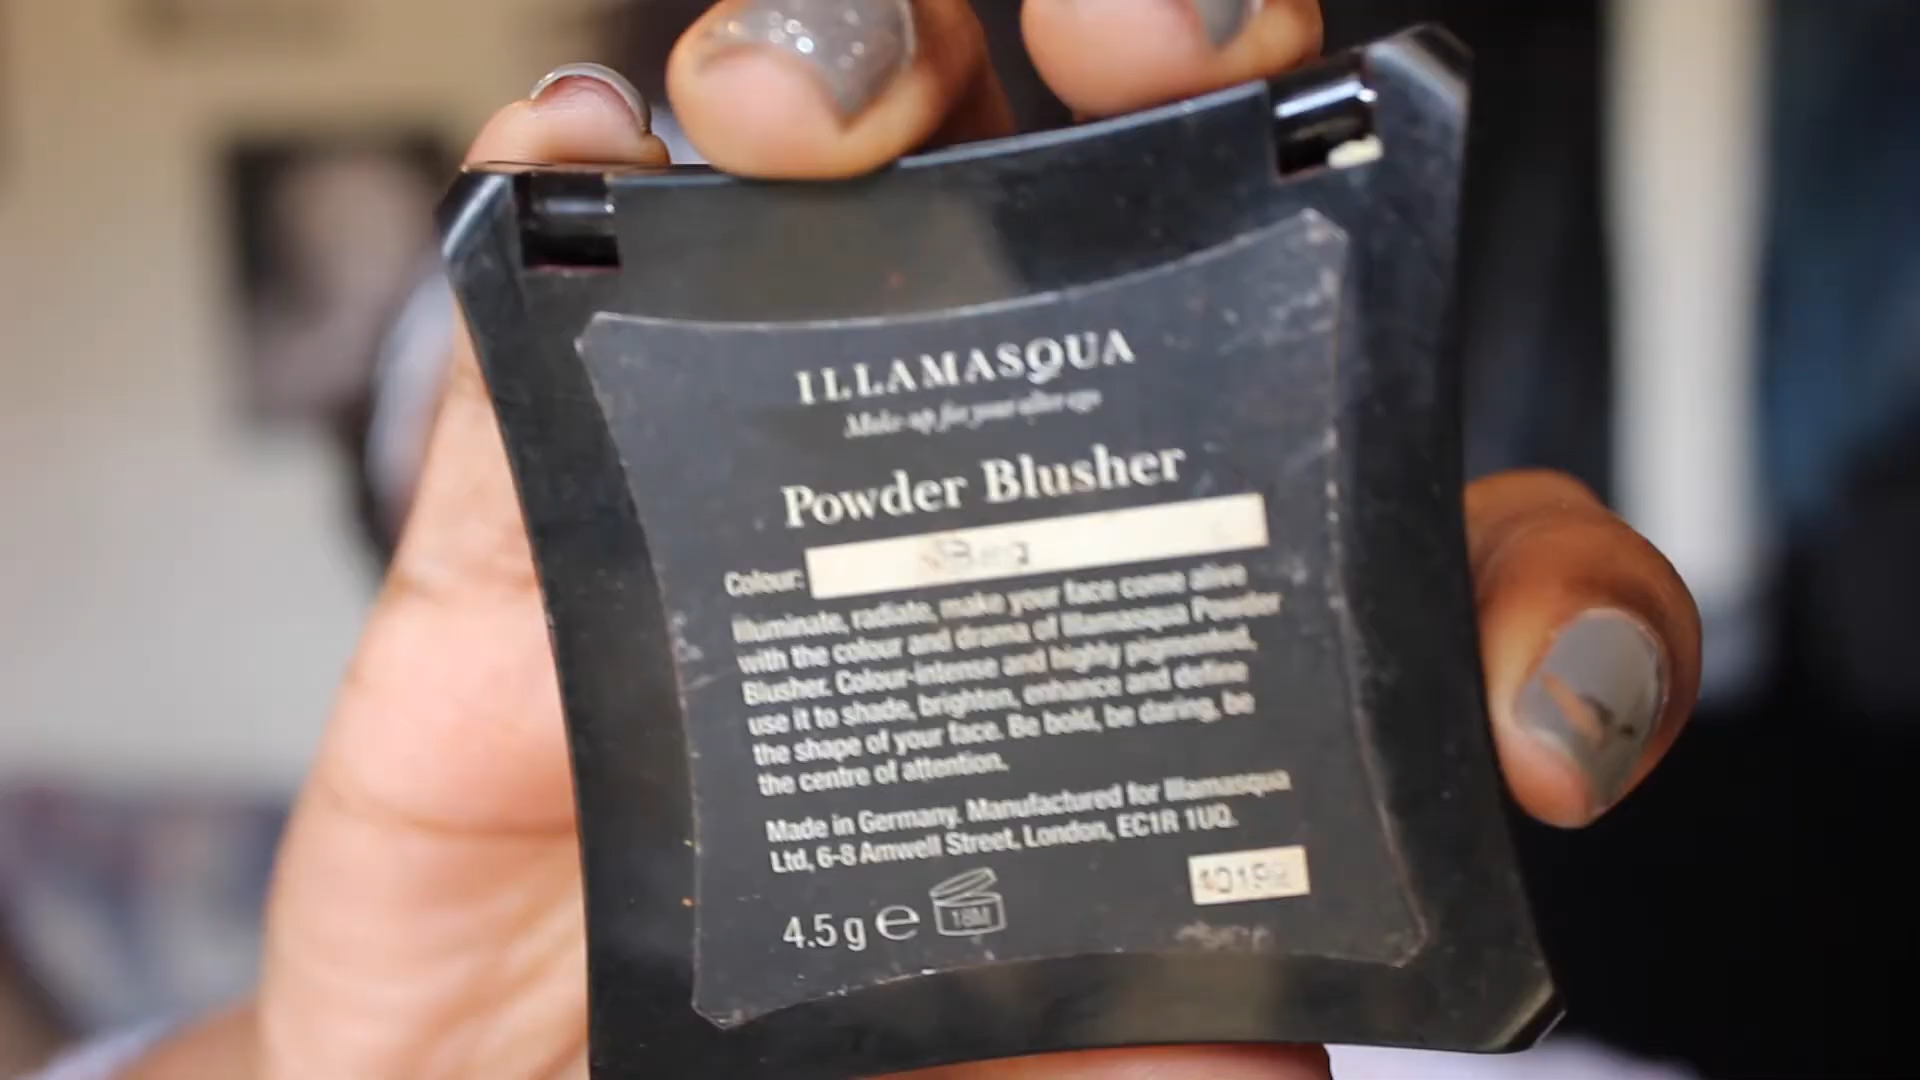 ILLAMASQUA
Make-up for your alter ego
Powder Blusher
Colour:
Illuminate, radiate, make your face come alive
with the colour and drama of Illamasqua Powder
Blusher. Colour-intense and highly pigmented,
use it to shade, brighten, enhance and define
the shape of your face. Be bold, be daring, be
the centre of attention.
Made in Germany. Manufactured for Illamasqua
Ltd, 6-8 Amwell Street, London, EC1R 1UQ.
4.5 g e 18M